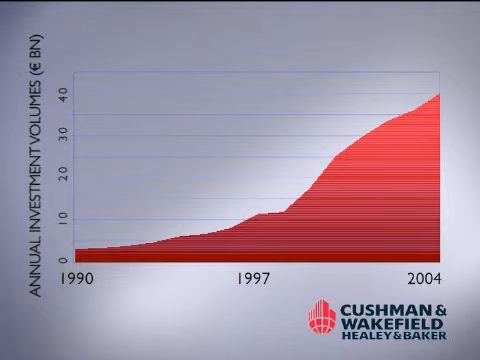 ANNUAL INVESTMENT VOLUMES (€ BN)
40
30
20
10
0
1990 1997 2004
CUSHMAN &
WAKEFIELD
HEALEY & BAKER